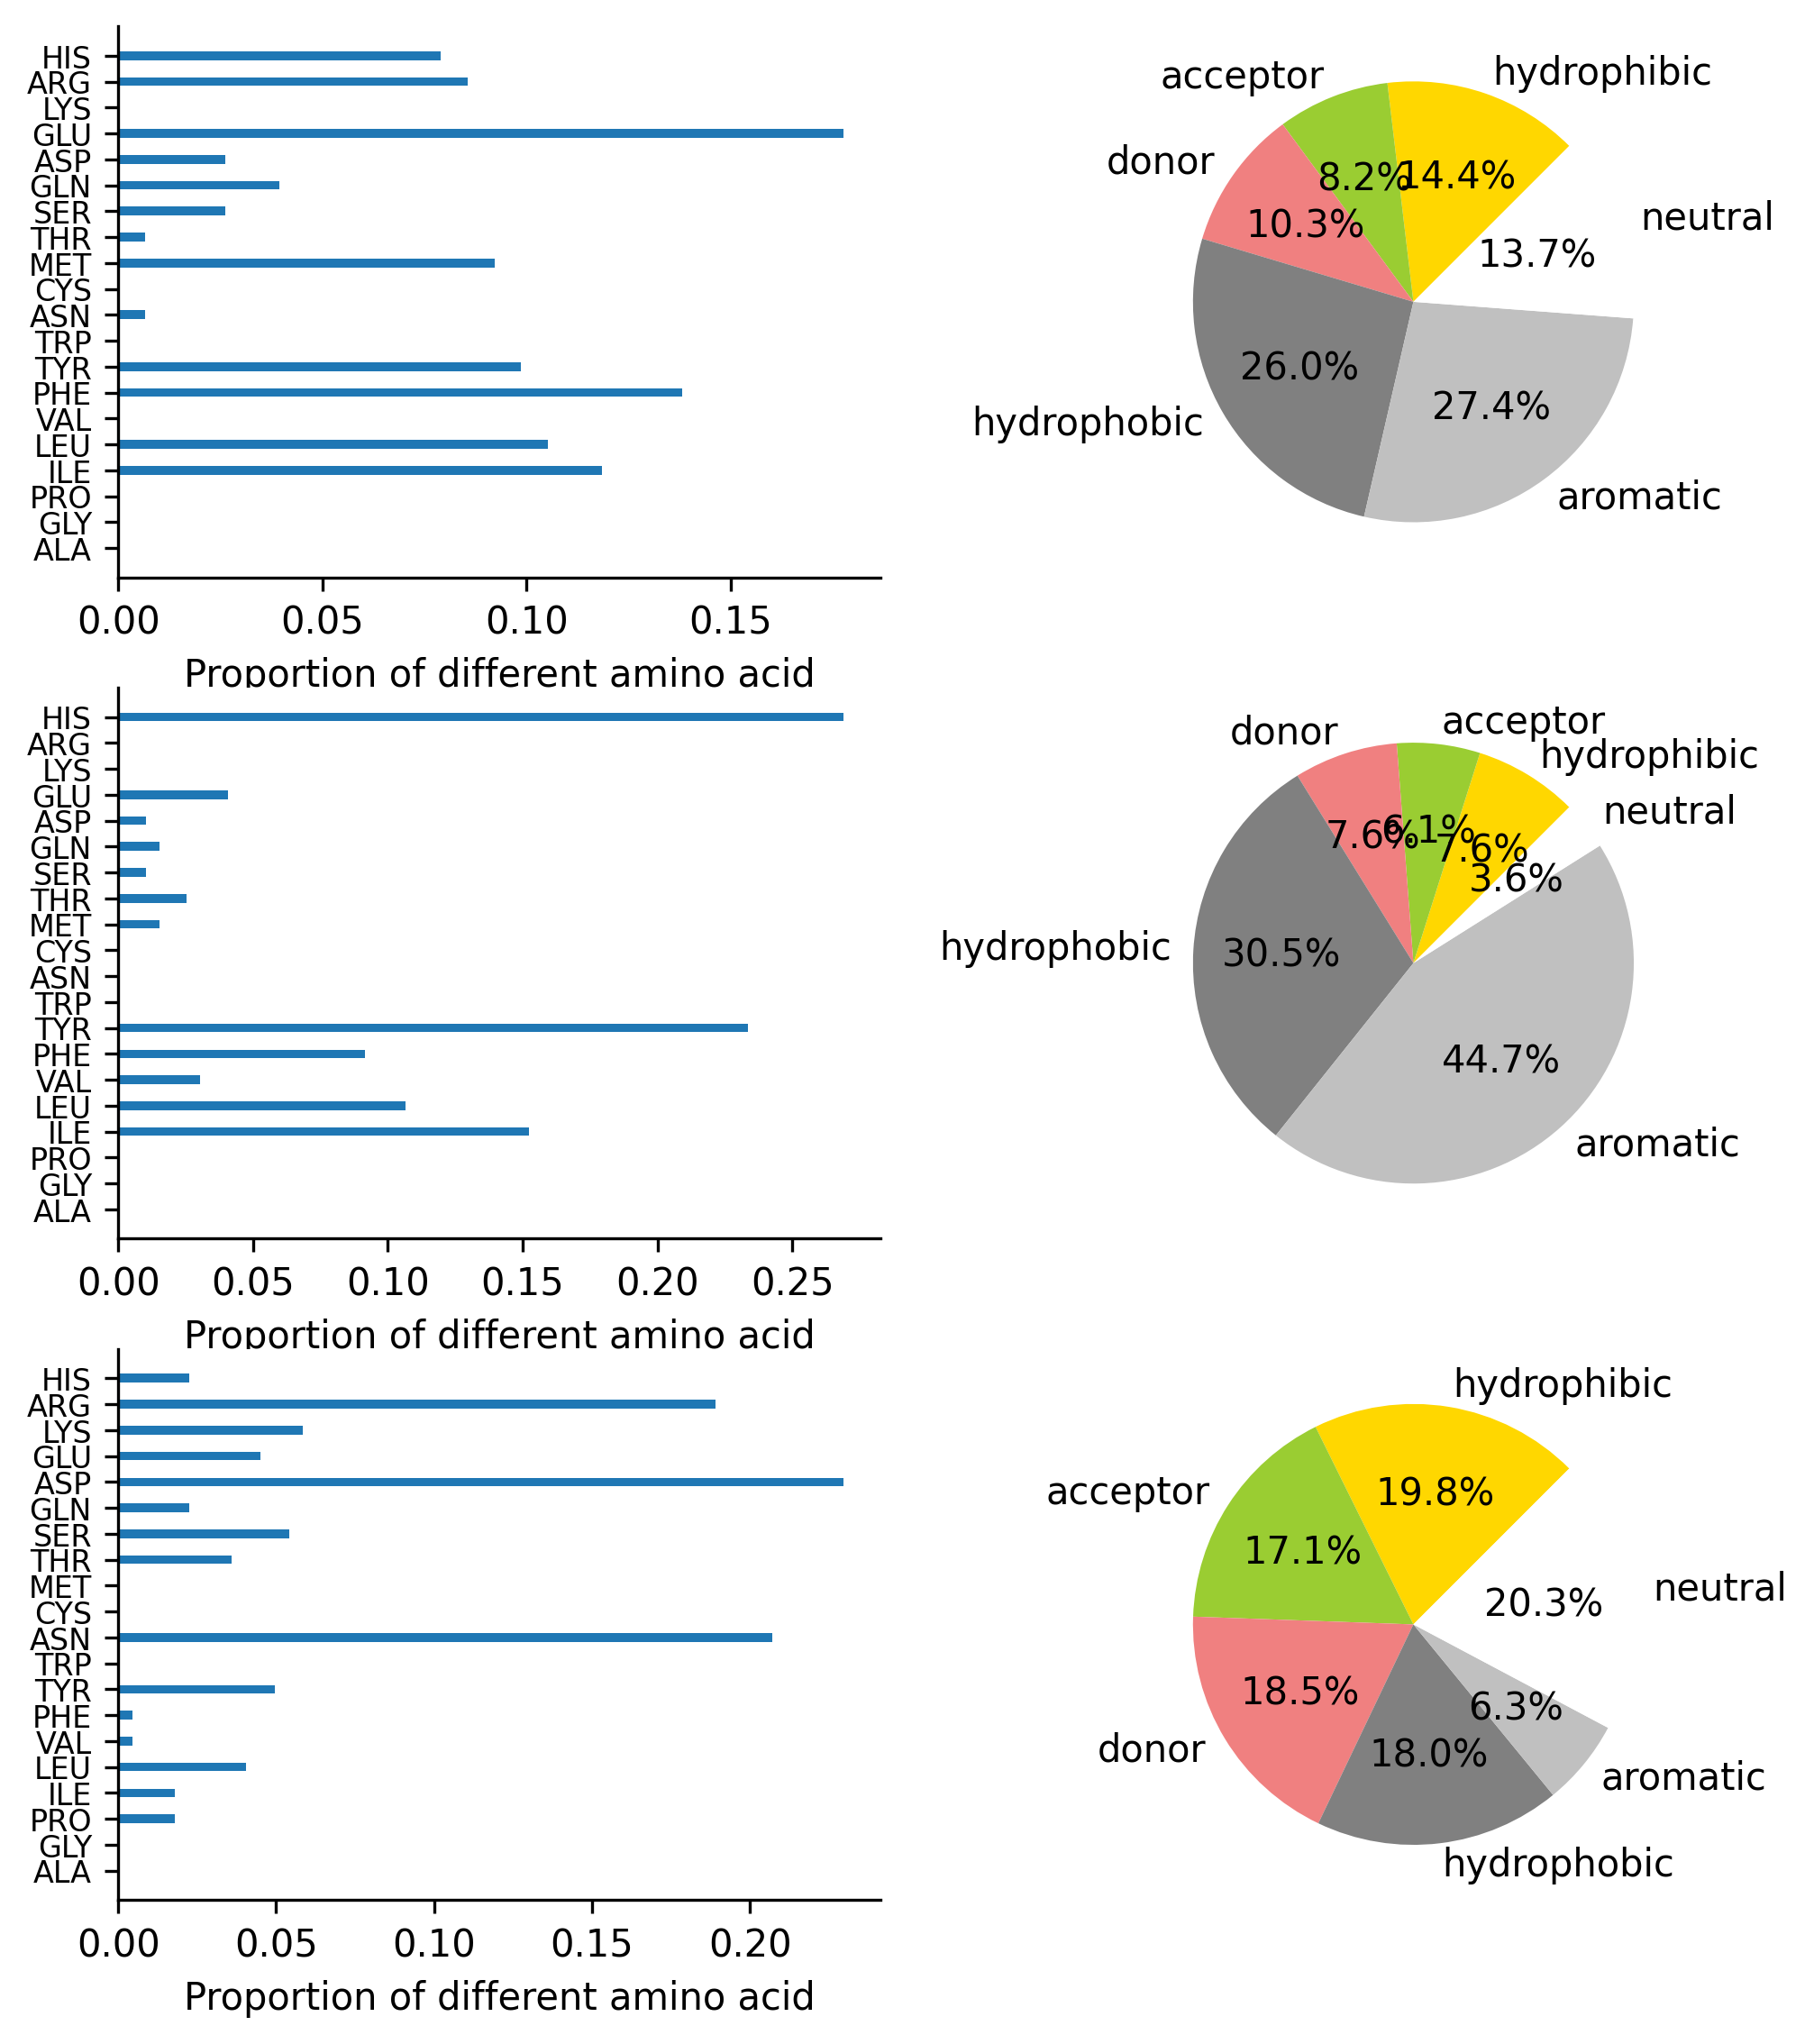 HIS
ARG
LYS
GLU
ASP
GLN
SER
THR
MET
CYS
ASN
TRP
TYR
PHE
VAL
LEU
ILE
PRO
GLY
ALA
0.00 0.05 0.10 0.15
Proportion of different amino acid
hydrophibic
acceptor
donor
neutral
14.4%
8.2%
10.3%
13.7%
26.0%
27.4%
hydrophobic
aromatic
HIS
ARG
LYS
GLU
ASP
GLN
SER
THR
MET
CYS
ASN
TRP
TYR
PHE
VAL
LEU
ILE
PRO
GLY
ALA
0.00 0.05 0.10 0.15 0.20 0.25
Proportion of different amino acid
acceptor
donor
hydrophibic
neutral
7.6%
6.1%
7.6%
3.6%
hydrophobic
30.5%
44.7%
aromatic
HIS
ARG
LYS
GLU
ASP
GLN
SER
THR
MET
CYS
ASN
TRP
TYR
PHE
VAL
LEU
ILE
PRO
GLY
ALA
0.00 0.05 0.10 0.15 0.20
Proportion of different amino acid
hydrophibic
acceptor
19.8%
17.1%
neutral
20.3%
18.5%
6.3%
donor
18.0%
aromatic
hydrophobic